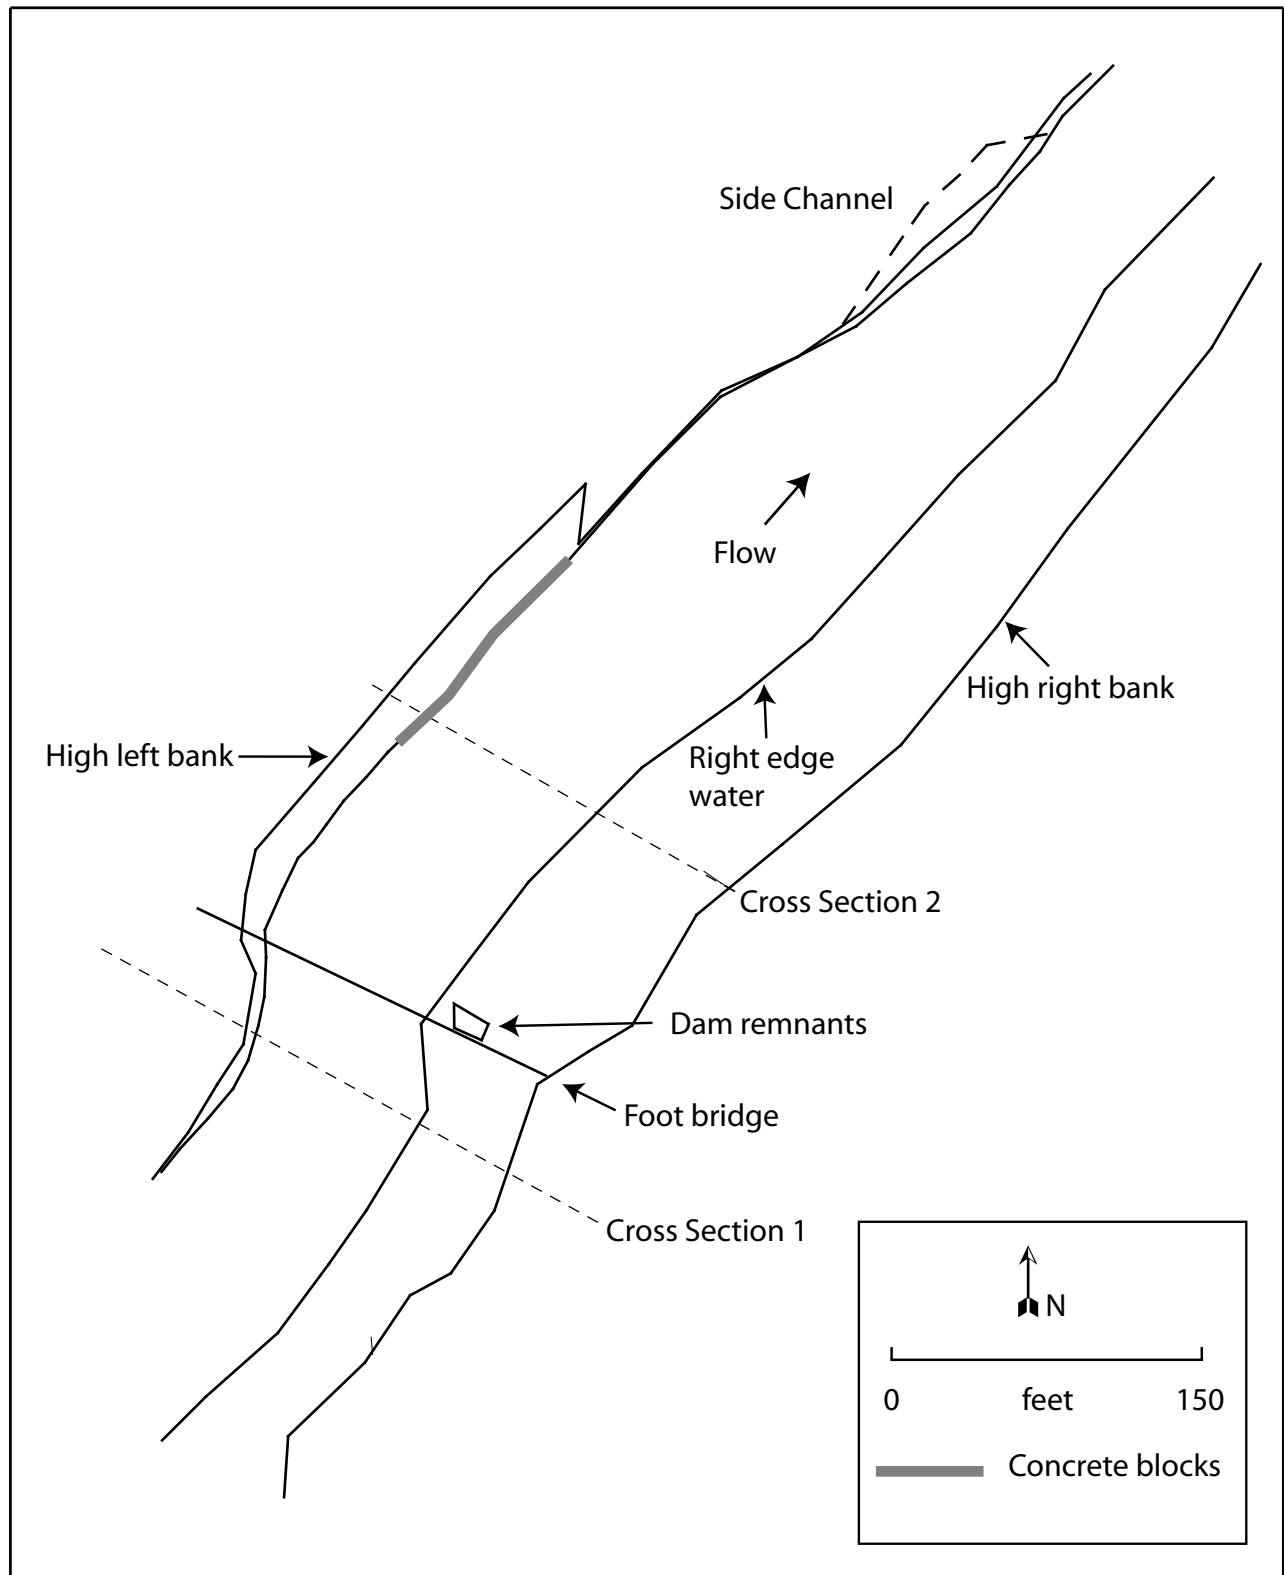 Side Channel
Flow
High right bank
High left bank
Right edge
water
Cross Section 2
Dam remnants
Foot bridge
Cross Section 1
N
0 feet 150
Concrete blocks